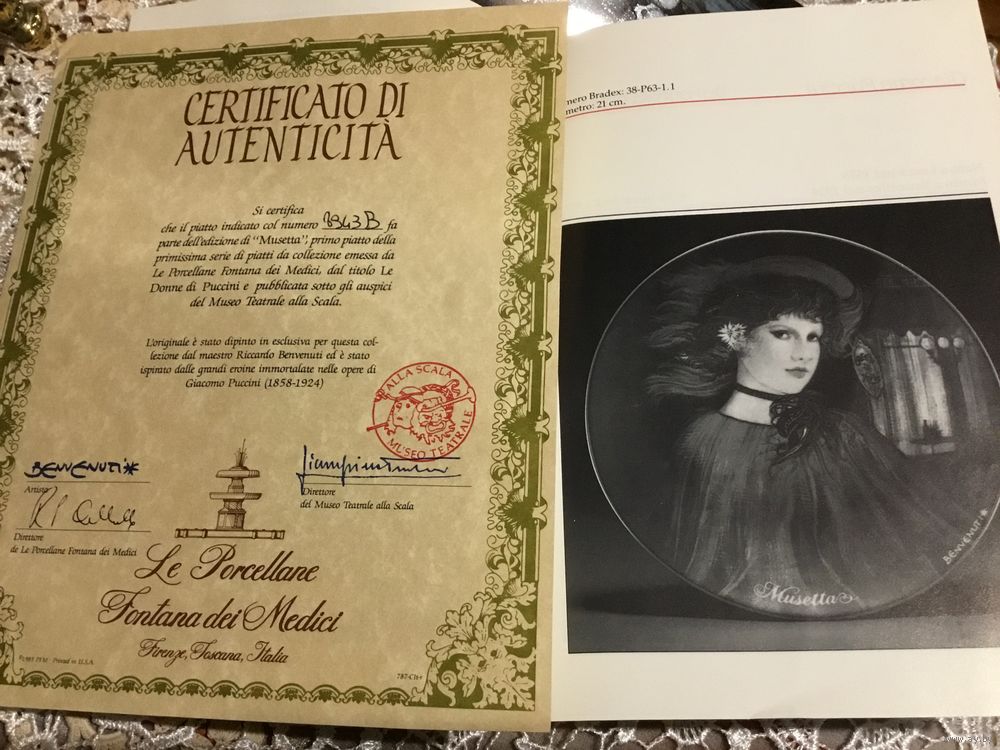 CERTIFICATO DI
AUTENTICITÀ
Si certifica
che il piatto indicato col numero 7943B fa
parte dell'edizione di "Musetta", primo piatto della
primissima serie di piatti da collezione emessa da
Le Porcellane Fontana dei Medici, dal titolo Le
Donne di Puccini e pubblicata sotto gli auspici
del Museo Teatrale alla Scala.
L'originale è stato dipinto in esclusiva per questa col-
lezione dal maestro Riccardo Benvenuti ed è stato
ispirato dalle grandi eroine immortalate nelle opere di
Giacomo Puccini (1858-1924)
ALLA SCALA
MUSEO TEATRALE
BENVENUTI*
Artista
Direttore
de Le Porcellane Fontana dei Medici
Direttore
del Museo Teatrale alla Scala
Le Porcellane
Fontana dei Medici
Firenze, Toscana, Italia
Printed in U.S.A.
mero Bradex: 38-P63-1.1
metro: 21 cm.
BENVENUTI*
Musetta